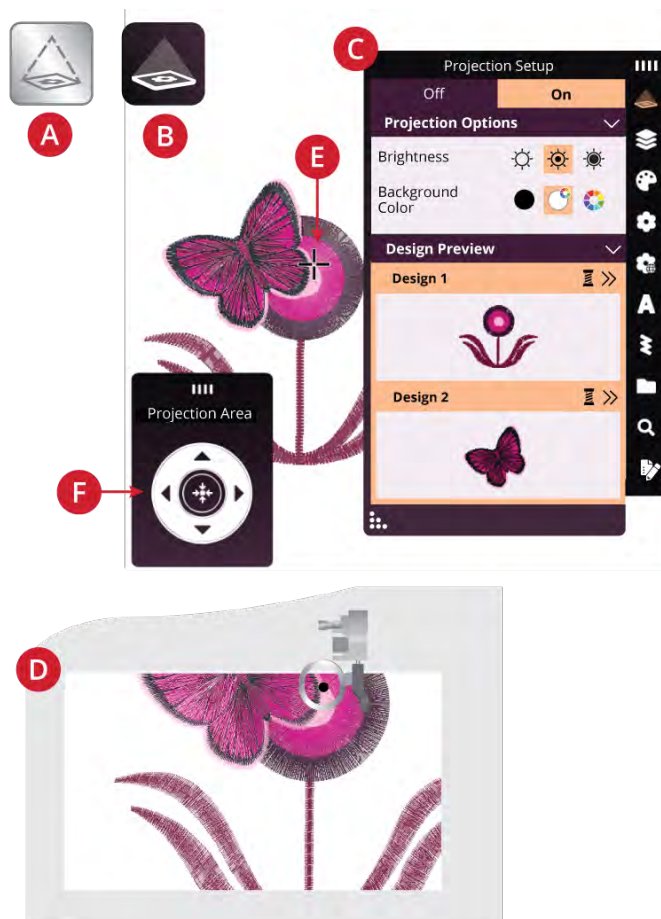 A
B
C
Projection Setup
Off On
Projection Options
Brightness
Background
Color
Design Preview
Design 1
Design 2
A
E
Projection Area
F
D